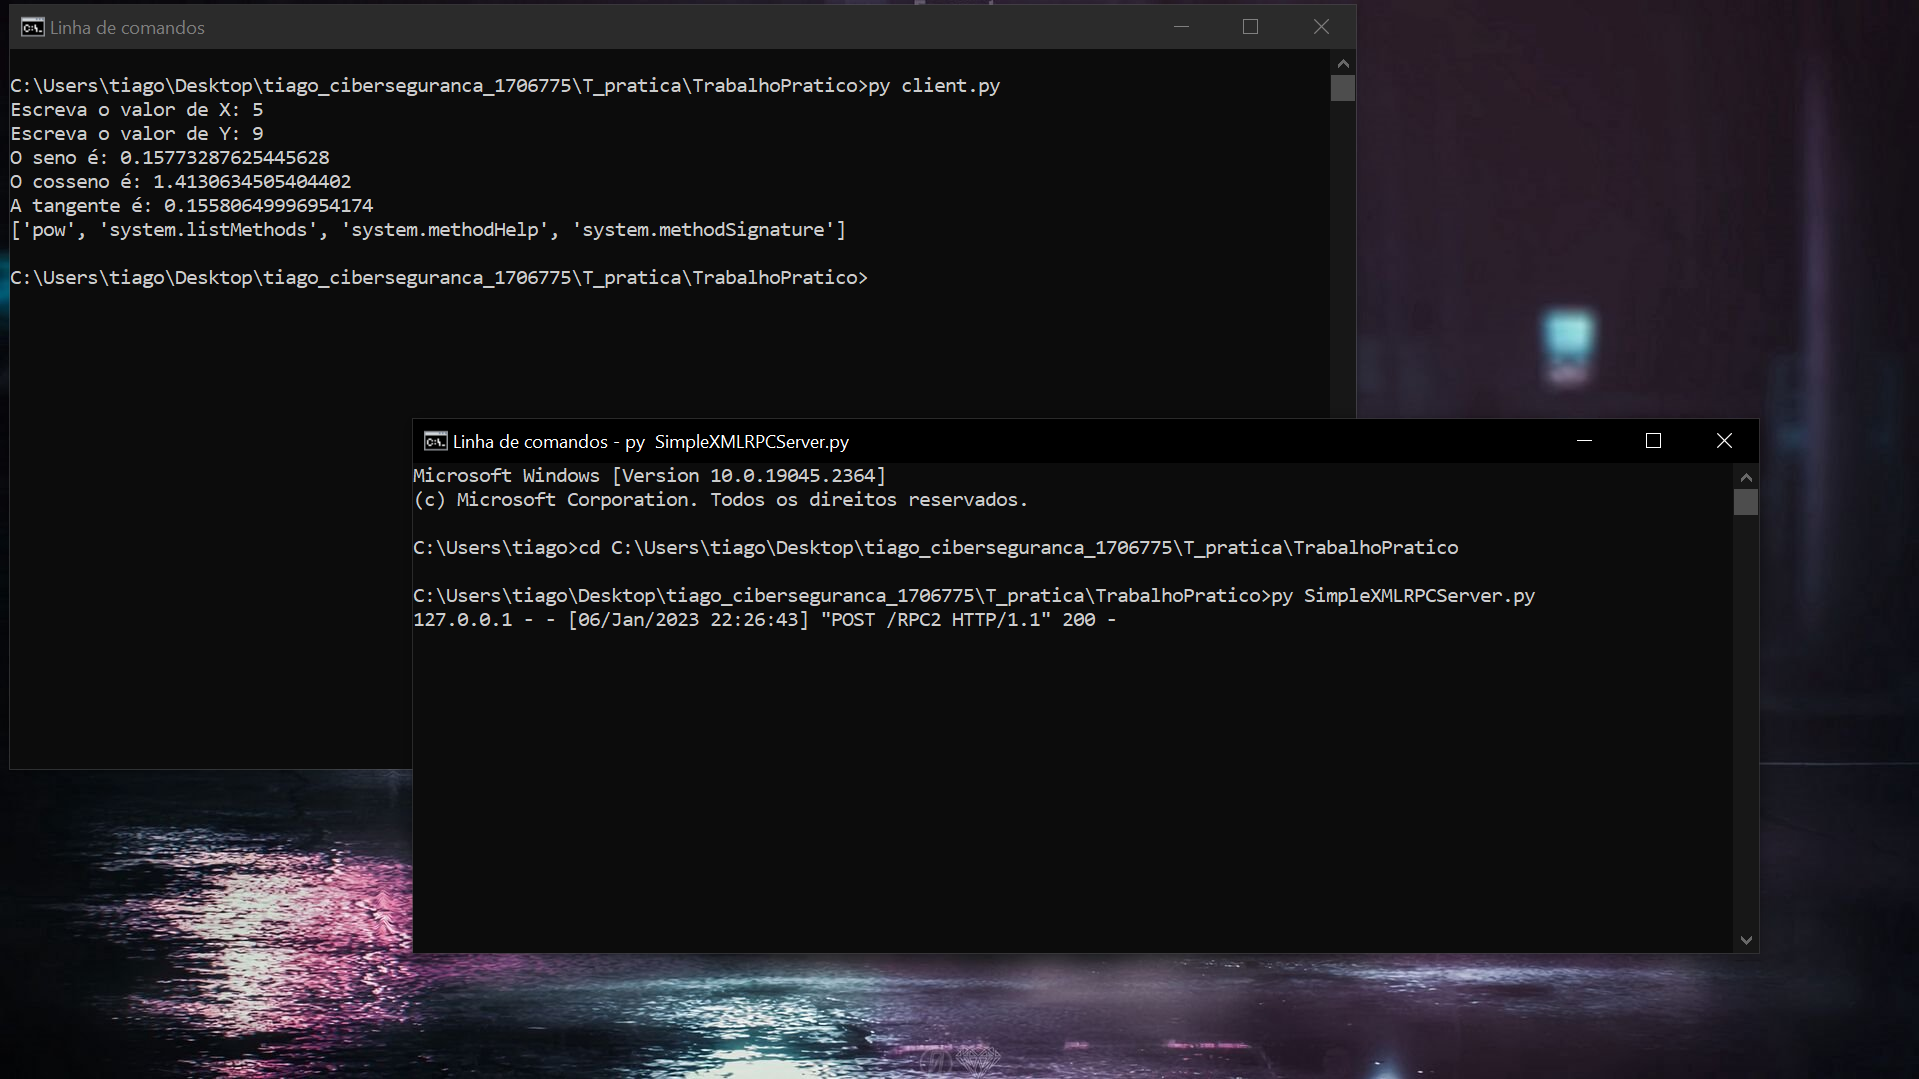 Linha de comandos
C:\Users\tiago\Desktop\tiago_ciberseguranca_1706775\T_pratica\TrabalhoPratico>py client.py
Escreva o valor de X: 5
Escreva o valor de Y: 9
O seno é: 0.15773287625445628
O cosseno é: 1.4130634505404402
A tangente é: 0.15580649996954174
['pow', 'system.listMethods', 'system.methodHelp', 'system.methodSignature']
C:\Users\tiago\Desktop\tiago_ciberseguranca_1706775\T_pratica\TrabalhoPratico>
Linha de comandos - py  SimpleXMLRPCServer.py
Microsoft Windows [Version 10.0.19045.2364]
(c) Microsoft Corporation. Todos os direitos reservados.
C:\Users\tiago>cd C:\Users\tiago\Desktop\tiago_ciberseguranca_1706775\T_pratica\TrabalhoPratico
C:\Users\tiago\Desktop\tiago_ciberseguranca_1706775\T_pratica\TrabalhoPratico>py SimpleXMLRPCServer.py
127.0.0.1 - - [06/Jan/2023 22:26:43] "POST /RPC2 HTTP/1.1" 200 -